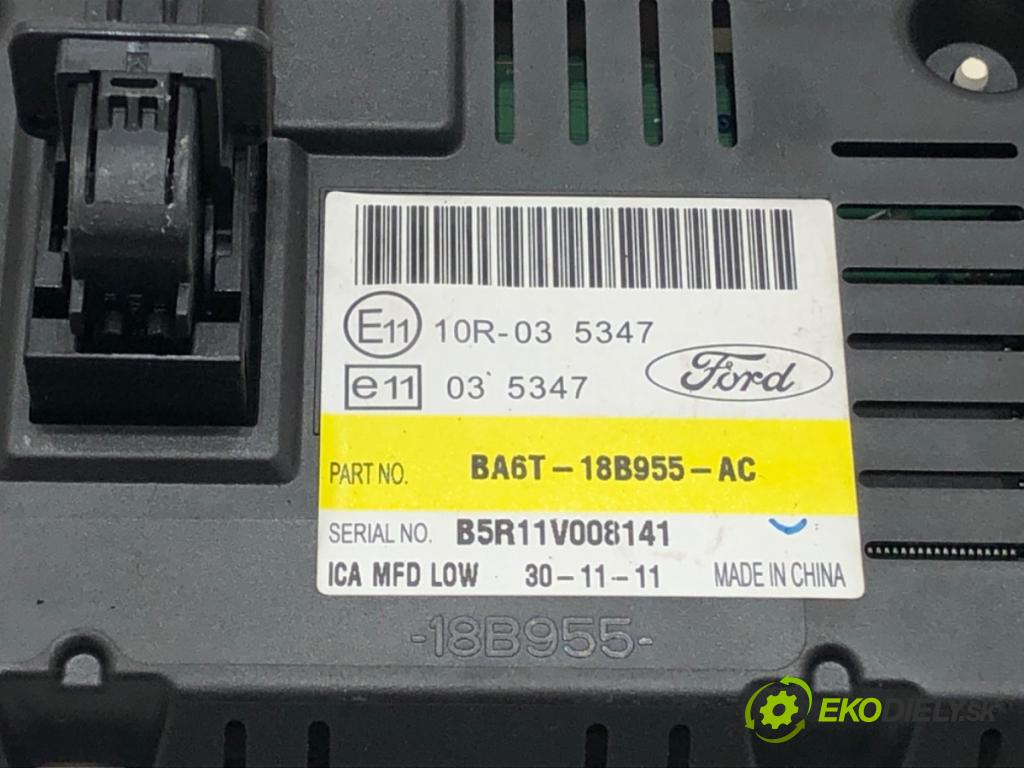 E11 10R-03 5347
e11 03 5347
Ford
PART NO. BA6T-18B955-AC
SERIAL NO. B5R11V008141
ICA MFD LOW 30-11-11 MADE IN CHINA
-18B955-
EKODIELY.SK